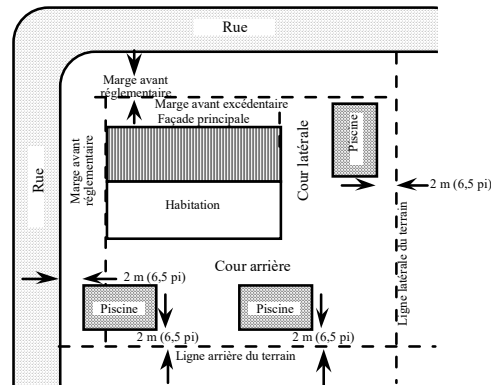 Rue
Marge avant
réglementaire
Marge avant excédentaire
Façade principale
Marge avant
réglementaire
Rue
Cour latérale
Piscine
2 m (6,5 pi)
Habitation
Ligne latérale du terrain
Cour arrière
2 m (6,5 pi)
Piscine
Piscine
2 m (6,5 pi)
2 m (6,5 pi)
Ligne arrière du terrain